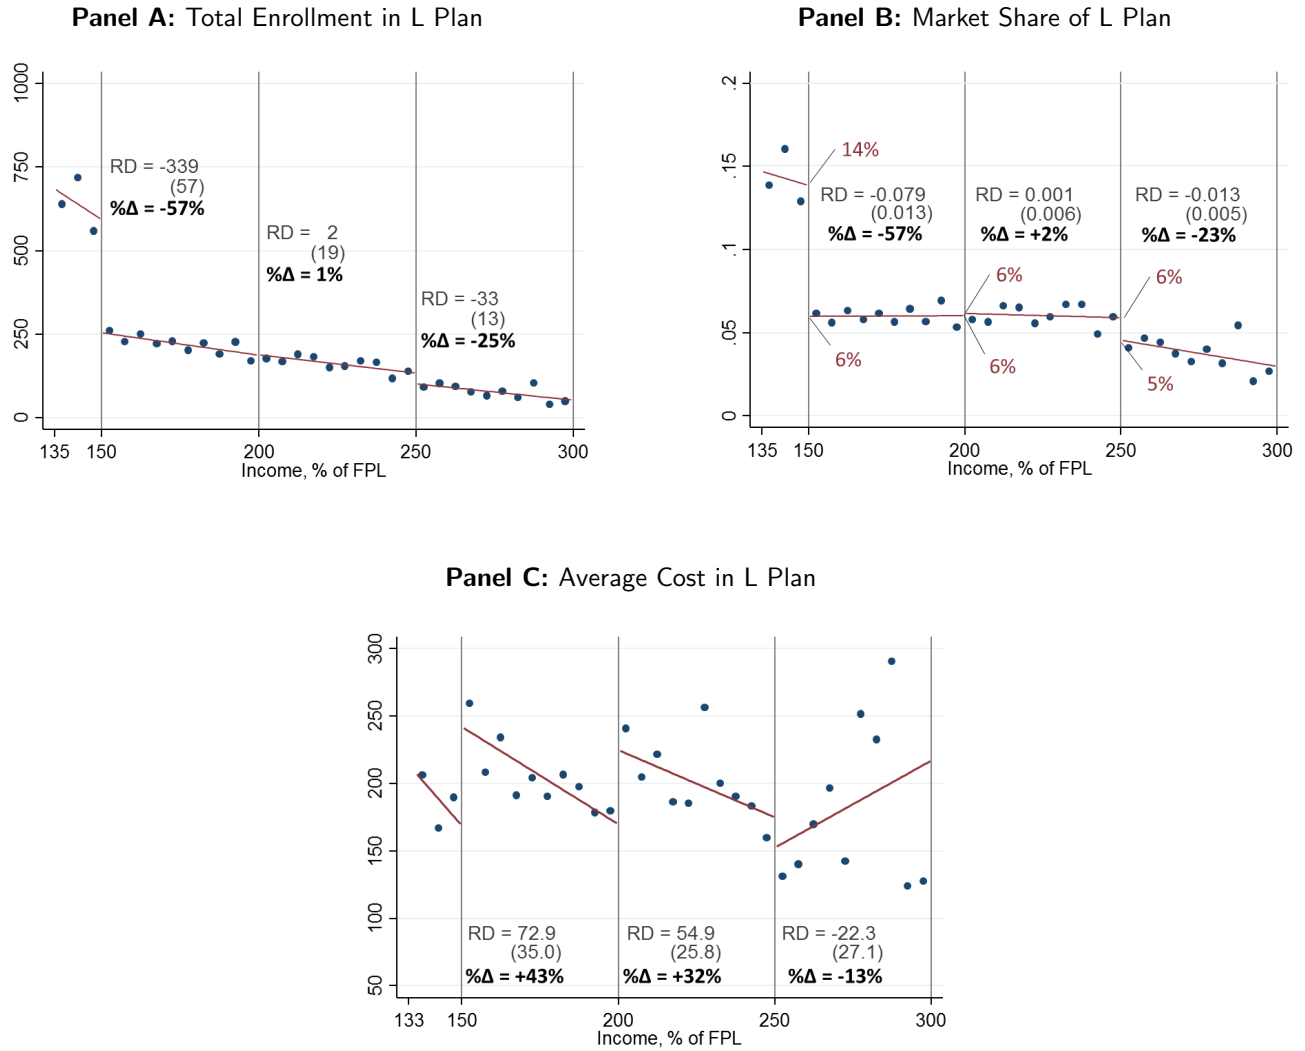 Panel A: Total Enrollment in L Plan
1000
750
500
250
0
RD = -339
(57)
%Δ = -57%
RD = 2
(19)
%Δ = 1%
RD = -33
(13)
%Δ = -25%
135 150 200 250 300
Income, % of FPL
Panel B: Market Share of L Plan
.2
.15
.1
.05
0
14%
RD = -0.079
(0.013)
%Δ = -57%
RD = 0.001
(0.006)
%Δ = +2%
RD = -0.013
(0.005)
%Δ = -23%
6%
6%
6%
6%
5%
135 150 200 250 300
Income, % of FPL
Panel C: Average Cost in L Plan
300
250
200
150
100
50
RD = 72.9
(35.0)
%Δ = +43%
RD = 54.9
(25.8)
%Δ = +32%
RD = -22.3
(27.1)
%Δ = -13%
133 150 200 250 300
Income, % of FPL